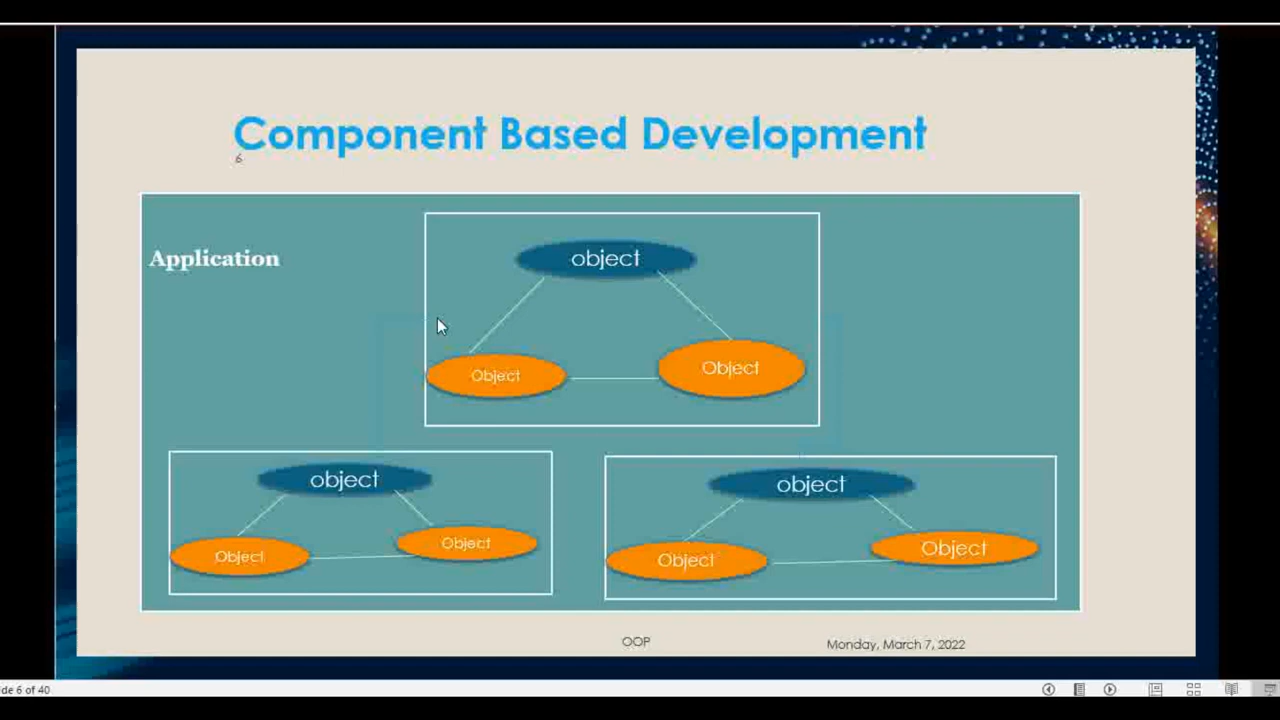 Component Based Development
6
Application
object
Object
Object
object
Object
Object
object
Object
Object
OOP
Monday, March 7, 2022
de 6 of 40